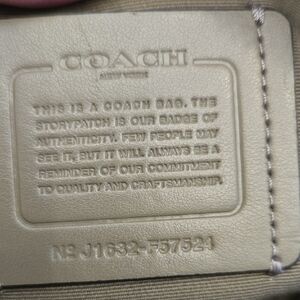 COACH
NEW YORK
THIS IS A COACH BAG. THE
STORYPATCH IS OUR BADGE OF
AUTHENTICITY. FEW PEOPLE MAY
SEE IT, BUT IT WILL ALWAYS BE A
REMINDER OF OUR COMMITMENT
TO QUALITY AND CRAFTSMANSHIP.
Nº J1632-F57524